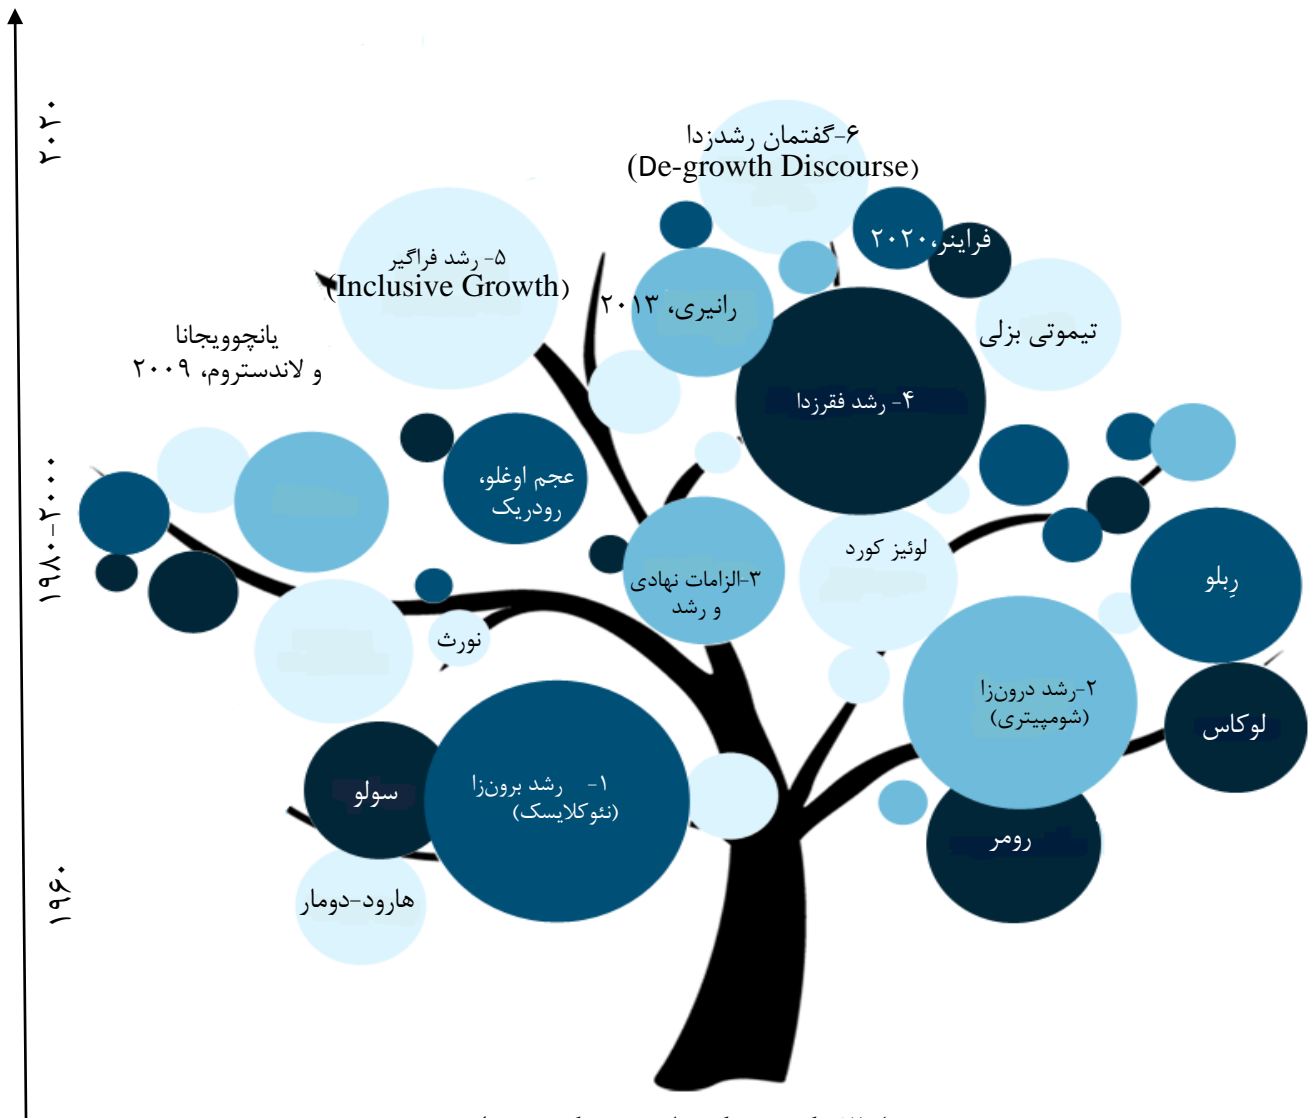 ۲۰۲۰
۶-گفتمان رشدزدا
(De-growth Discourse)
فراینر،۲۰۲۰
۵- رشد فراگیر
(Inclusive Growth)
رانیری، ۲۰۱۳
تیموتی بزلی
یانچوویجانا
و لاندستروم، ۲۰۰۹
۴- رشد فقرزدا
۱۹۸۰-۲۰۰۰
عجم اوغلو،
رودریک
لوئیز کورد
۳-الزامات نهادی
و رشد
رِبلو
نورث
۲-رشد درون‌زا
(شومپیتری)
لوکاس
۱- رشد برون‌زا
(نئوکلایسک)
سولو
رومر
هارود-دومار
۱۹۶۰